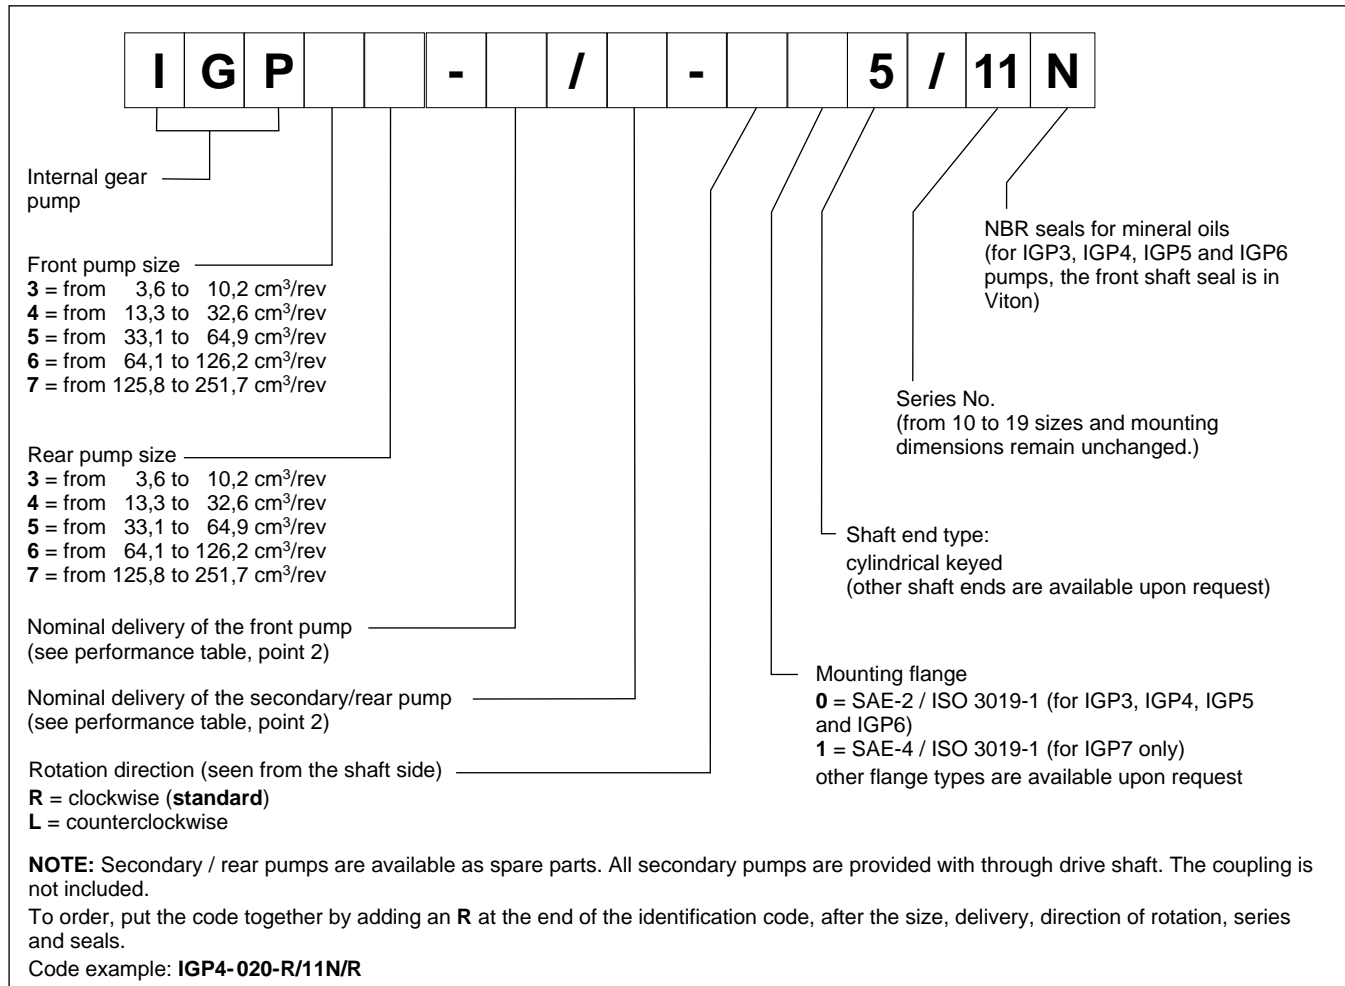 I G P - / - 5 / 11 N
Internal gear
pump
Front pump size
3 = from 3,6 to 10,2 cm³/rev
4 = from 13,3 to 32,6 cm³/rev
5 = from 33,1 to 64,9 cm³/rev
6 = from 64,1 to 126,2 cm³/rev
7 = from 125,8 to 251,7 cm³/rev
Rear pump size
3 = from 3,6 to 10,2 cm³/rev
4 = from 13,3 to 32,6 cm³/rev
5 = from 33,1 to 64,9 cm³/rev
6 = from 64,1 to 126,2 cm³/rev
7 = from 125,8 to 251,7 cm³/rev
Nominal delivery of the front pump
(see performance table, point 2)
Nominal delivery of the secondary/rear pump
(see performance table, point 2)
Rotation direction (seen from the shaft side)
R = clockwise (standard)
L = counterclockwise
NBR seals for mineral oils
(for IGP3, IGP4, IGP5 and IGP6
pumps, the front shaft seal is in
Viton)
Series No.
(from 10 to 19 sizes and mounting
dimensions remain unchanged.)
Shaft end type:
cylindrical keyed
(other shaft ends are available upon request)
Mounting flange
0 = SAE-2 / ISO 3019-1 (for IGP3, IGP4, IGP5
and IGP6)
1 = SAE-4 / ISO 3019-1 (for IGP7 only)
other flange types are available upon request
NOTE: Secondary / rear pumps are available as spare parts. All secondary pumps are provided with through drive shaft. The coupling is
not included.
To order, put the code together by adding an R at the end of the identification code, after the size, delivery, direction of rotation, series
and seals.
Code example: IGP4-020-R/11N/R